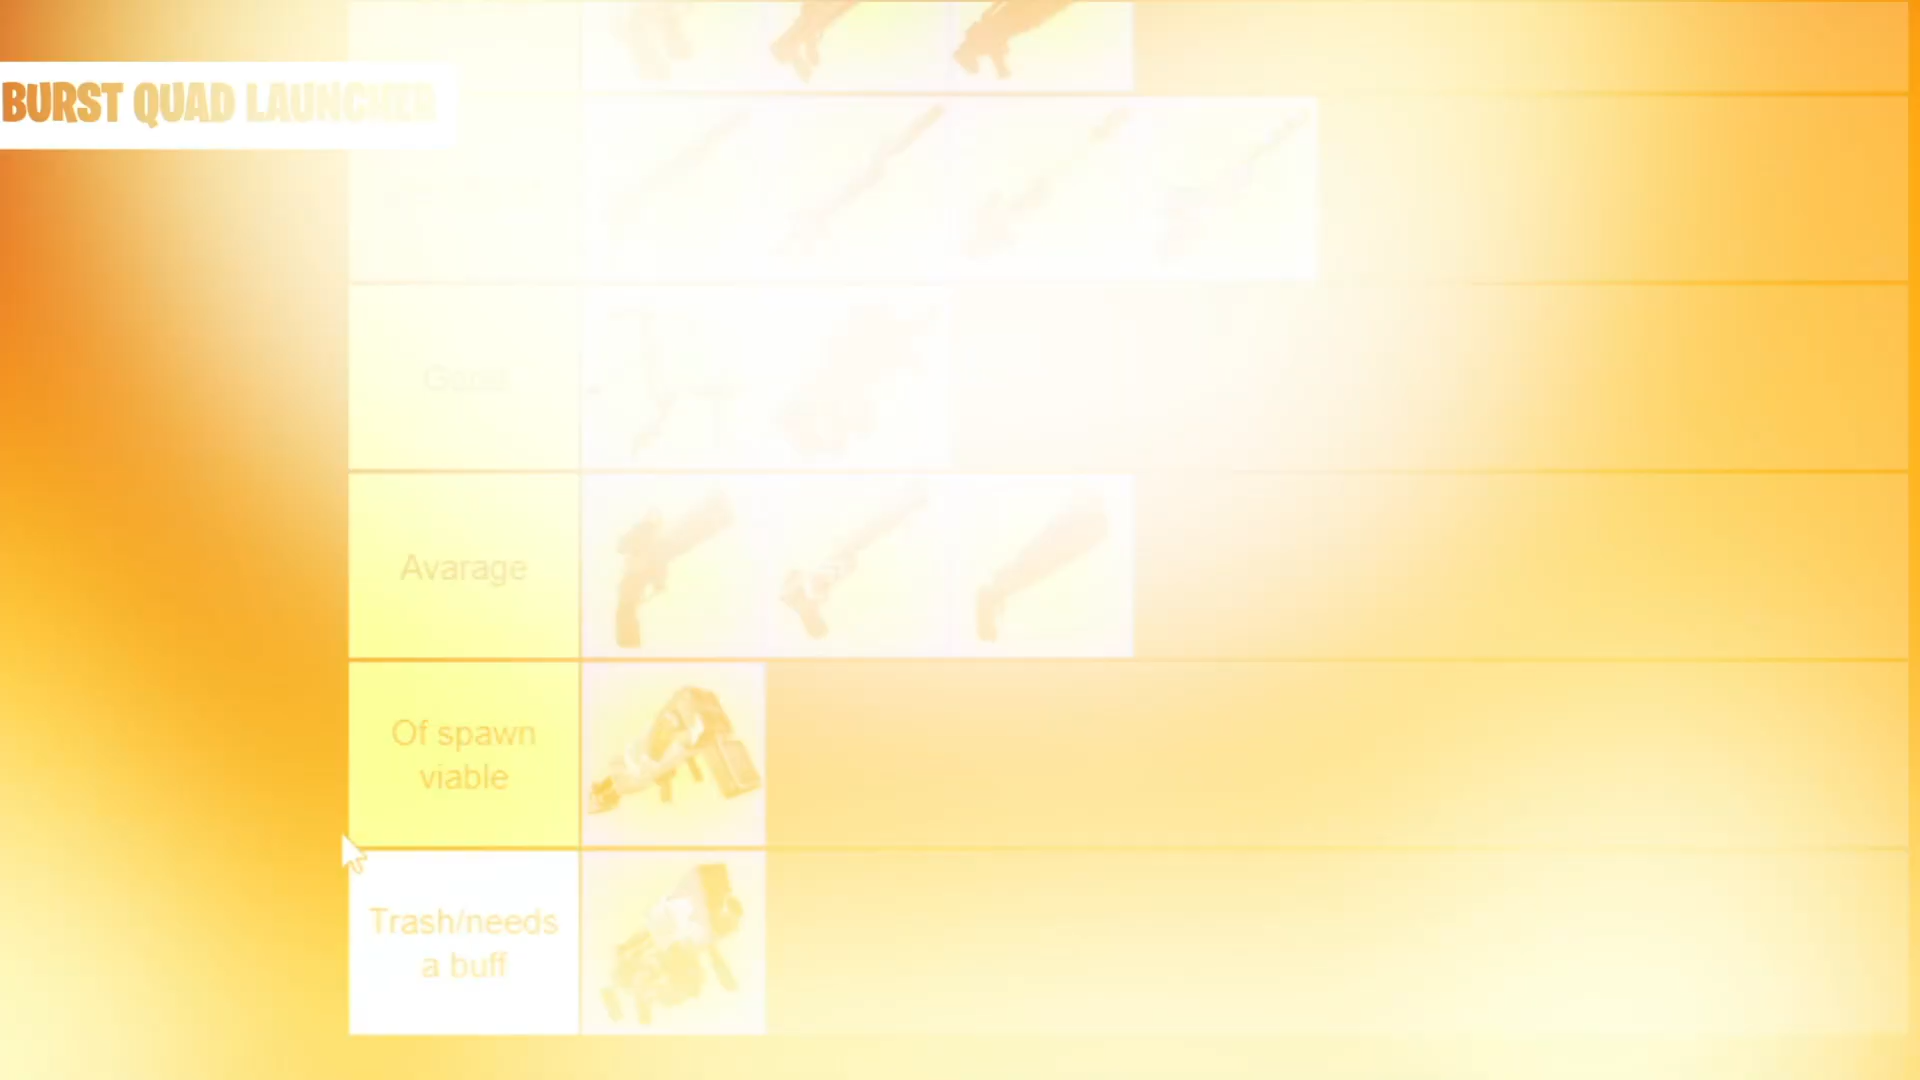 BURST QUAD LAUNCHER
Avarage
Of spawn
viable
Trash/needs
a buff